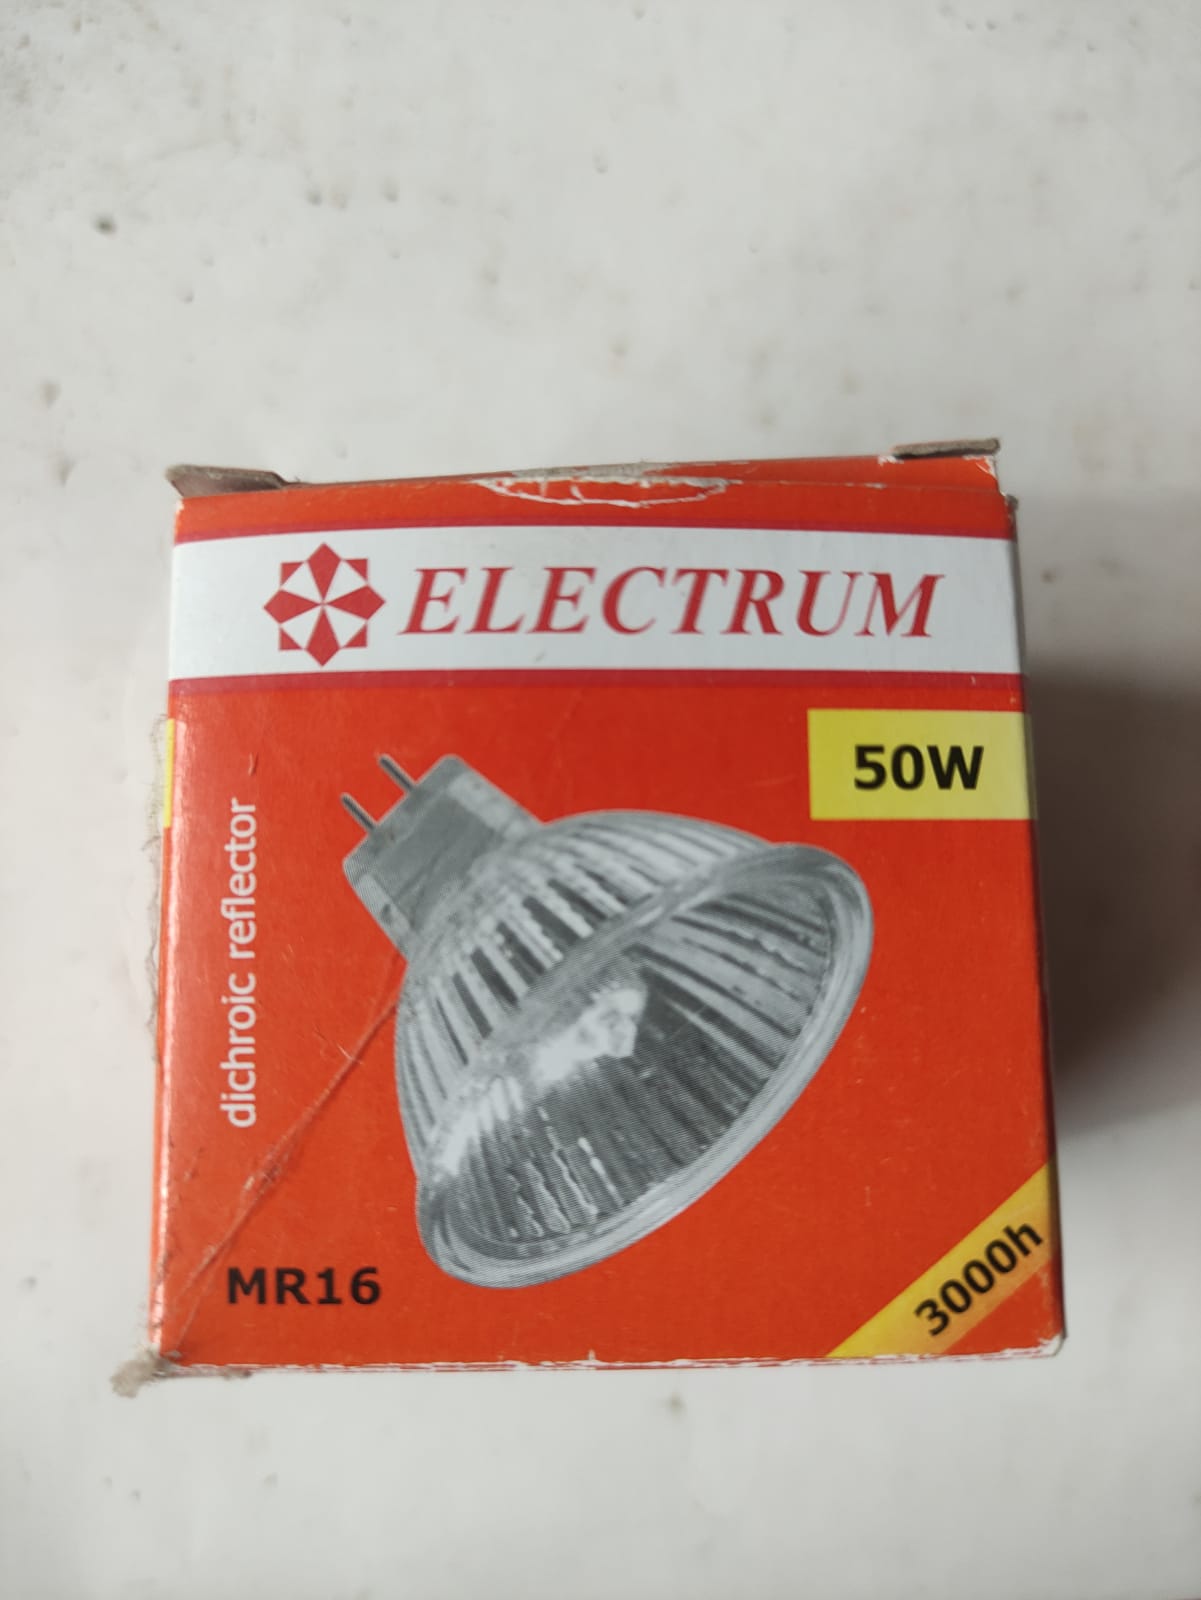 ELECTRUM
50W
dichroic reflector
MR16
3000h